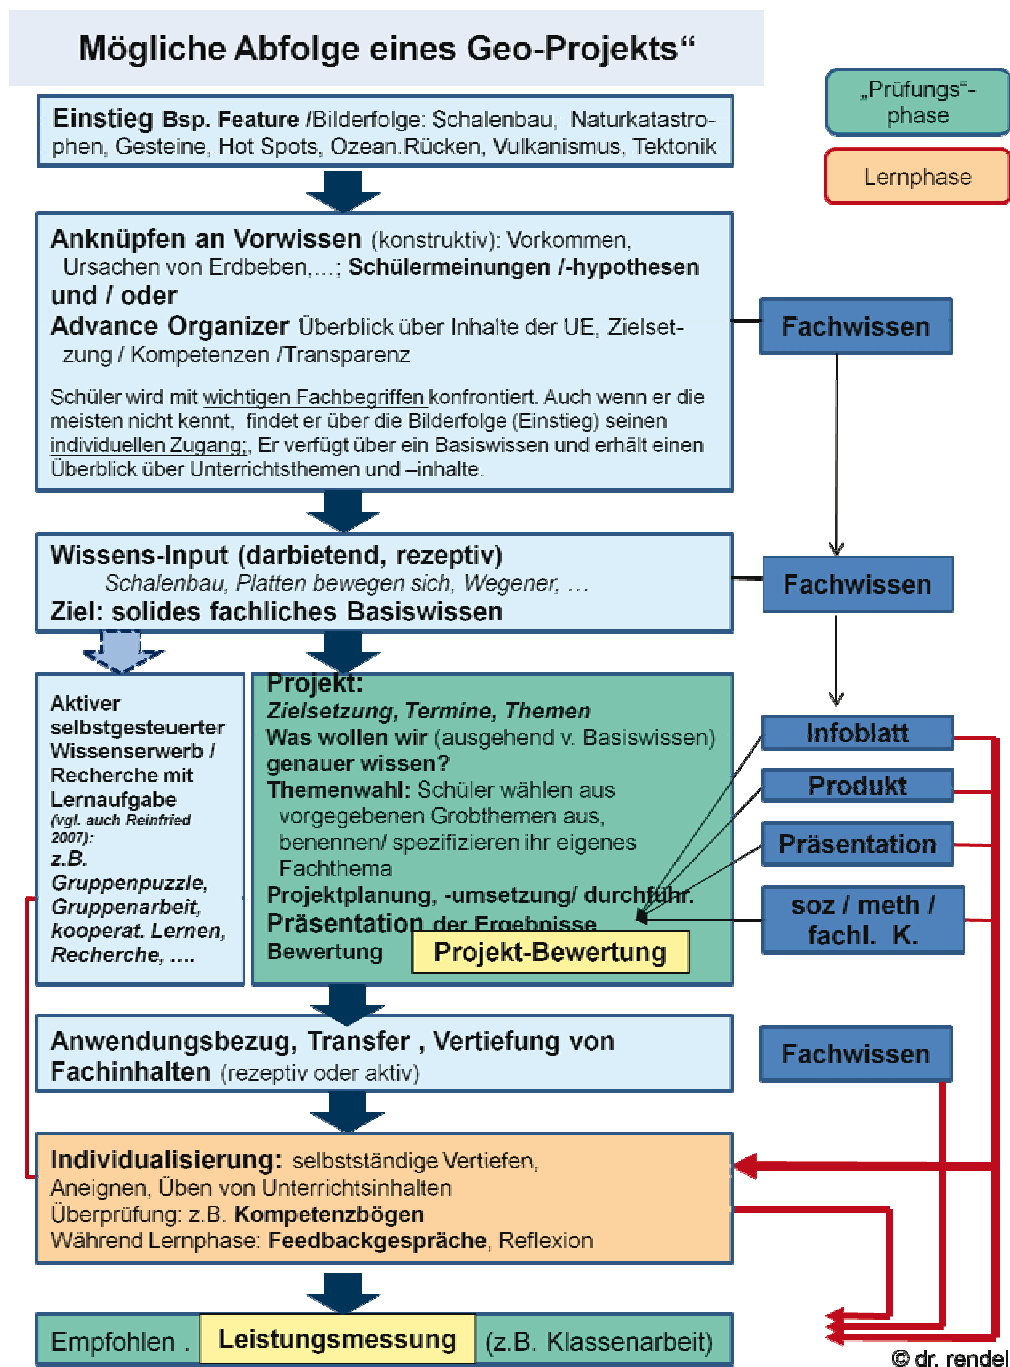 Mögliche Abfolge eines Geo-Projekts“
„Prüfungs“-
phase
Lernphase
Einstieg Bsp. Feature /Bilderfolge: Schalenbau, Naturkatastro-
phen, Gesteine, Hot Spots, Ozean.Rücken, Vulkanismus, Tektonik
Anknüpfen an Vorwissen (konstruktiv): Vorkommen,
Ursachen von Erdbeben,...; Schülermeinungen /-hypothesen
und / oder
Advance Organizer Überblick über Inhalte der UE, Zielset-
zung / Kompetenzen /Transparenz
Schüler wird mit wichtigen Fachbegriffen konfrontiert. Auch wenn er die
meisten nicht kennt, findet er über die Bilderfolge (Einstieg) seinen
individuellen Zugang;, Er verfügt über ein Basiswissen und erhält einen
Überblick über Unterrichtsthemen und –inhalte.
Fachwissen
Wissens-Input (darbietend, rezeptiv)
Schalenbau, Platten bewegen sich, Wegener, ...
Ziel: solides fachliches Basiswissen
Fachwissen
Aktiver
selbstgesteuerter
Wissenserwerb /
Recherche mit
Lernaufgabe
(vgl. auch Reinfried
2007):
z.B.
Gruppenpuzzle,
Gruppenarbeit,
kooperat. Lernen,
Recherche, ....
Projekt:
Zielsetzung, Termine, Themen
Was wollen wir (ausgehend v. Basiswissen)
genauer wissen?
Themenwahl: Schüler wählen aus
vorgegebenen Grobthemen aus,
benennen/ spezifizieren ihr eigenes
Fachthema
Projektplanung, -umsetzung/ durchführ.
Präsentation der Ergebnisse
Bewertung
Projekt-Bewertung
Infoblatt
Produkt
Präsentation
soz / meth /
fachl. K.
Anwendungsbezug, Transfer , Vertiefung von
Fachinhalten (rezeptiv oder aktiv)
Fachwissen
Individualisierung: selbstständige Vertiefen,
Aneignen, Üben von Unterrichtsinhalten
Überprüfung: z.B. Kompetenzbögen
Während Lernphase: Feedbackgespräche, Reflexion
Empfohlen . Leistungsmessung (z.B. Klassenarbeit)
© dr. rendel